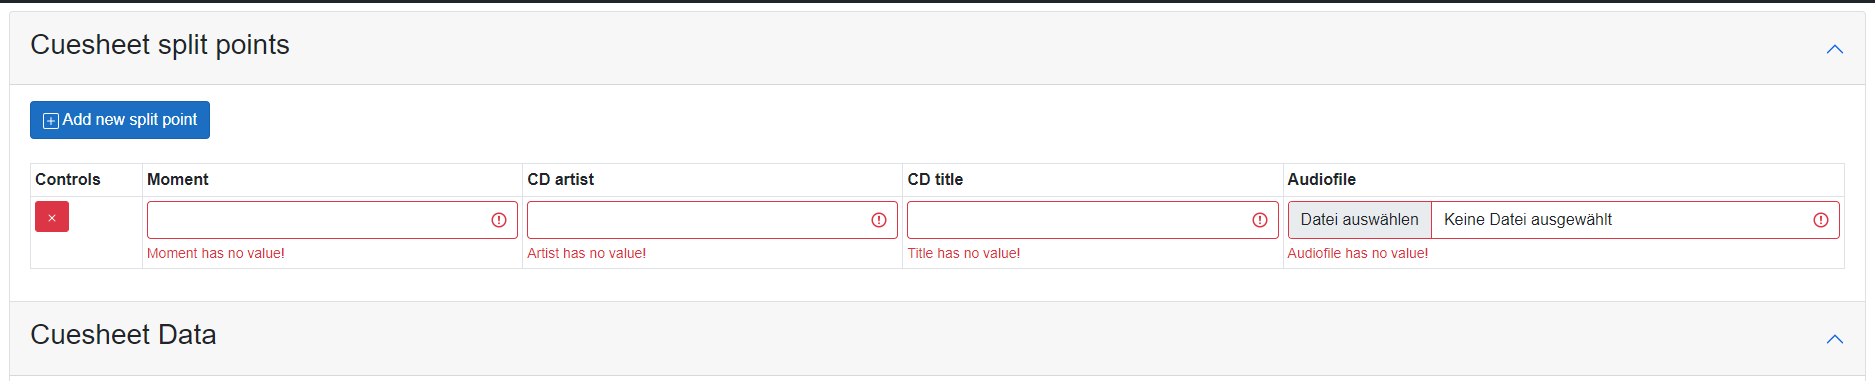 Cuesheet split points
Add new split point
Controls Moment CD artist CD title Audiofile
Datei auswählen Keine Datei ausgewählt
Moment has no value! Artist has no value! Title has no value! Audiofile has no value!
Cuesheet Data